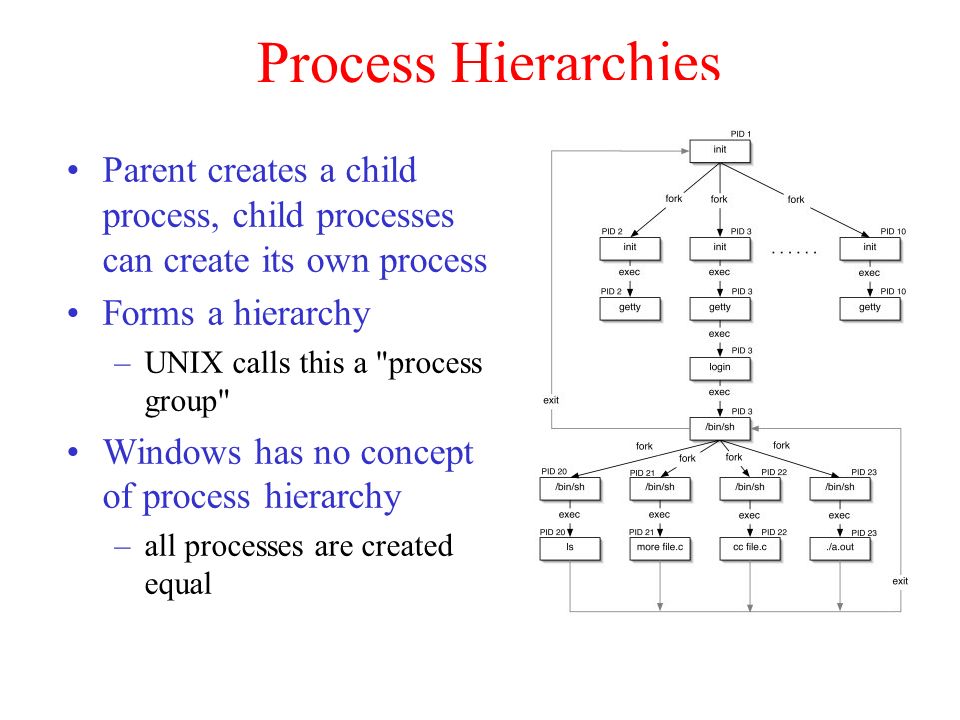 Process Hierarchies
• Parent creates a child
process, child processes
can create its own process
• Forms a hierarchy
– UNIX calls this a "process
group"
• Windows has no concept
of process hierarchy
– all processes are created
equal
PID 1
init
fork fork fork
PID 2 PID 3 PID 10
init init . . . . . . init
exec exec exec
PID 2 PID 3 PID 10
getty getty getty
exec
PID 3
login
exec
exit
PID 3
/bin/sh
fork fork fork fork
PID 20 PID 21 PID 22 PID 23
/bin/sh /bin/sh /bin/sh /bin/sh
exec exec exec exec
PID 20 PID 21 PID 22 PID 23
ls more file.c cc file.c ./a.out
exit